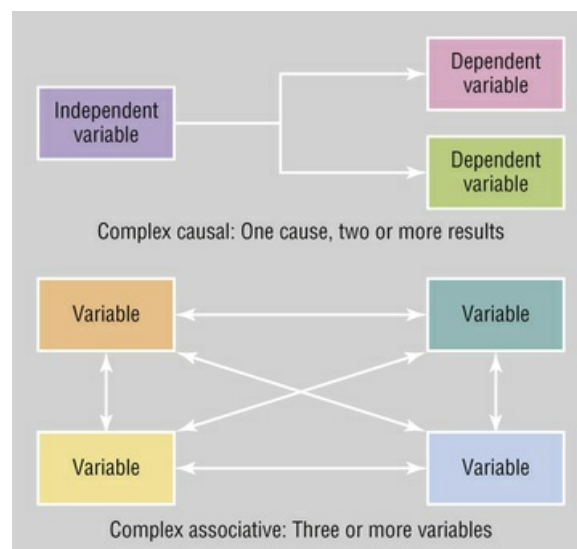 Dependent
variable
Independent
variable
Dependent
variable
Complex causal: One cause, two or more results
Variable
Variable
Variable
Variable
Complex associative: Three or more variables